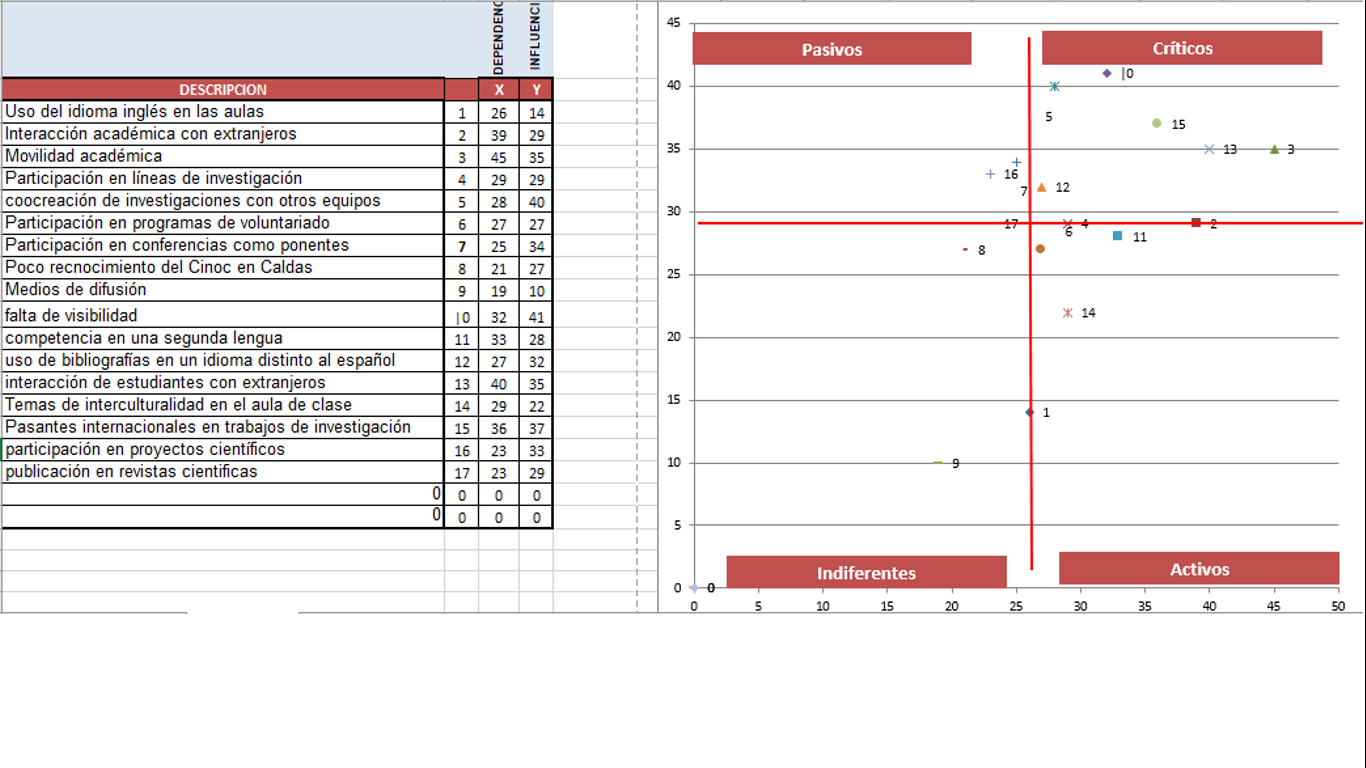 DEPENDENC INFLUENCI
DESCRIPCION X Y
Uso del idioma inglés en las aulas 1 26 14
Interacción académica con extranjeros 2 39 29
Movilidad académica 3 45 35
Participación en líneas de investigación 4 29 29
coocreación de investigaciones con otros equipos 5 28 40
Participación en programas de voluntariado 6 27 27
Participación en conferencias como ponentes 7 25 34
Poco recnocimiento del Cinoc en Caldas 8 21 27
Medios de difusión 9 19 10
falta de visibilidad |0 32 41
competencia en una segunda lengua 11 33 28
uso de bibliografías en un idioma distinto al español 12 27 32
interacción de estudiantes con extranjeros 13 40 35
Temas de interculturalidad en el aula de clase 14 29 22
Pasantes internacionales en trabajos de investigación 15 36 37
participación en proyectos científicos 16 23 33
publicación en revistas cientificas 17 23 29
0 0 0 0
0 0 0 0
45
Pasivos Críticos
|0
40
5
15
35 13 3
16
7 12
30
17 4 2
6
11
8
25
14
20
15
1
10 9
5
Indiferentes Activos
0 0
0 5 10 15 20 25 30 35 40 45 50